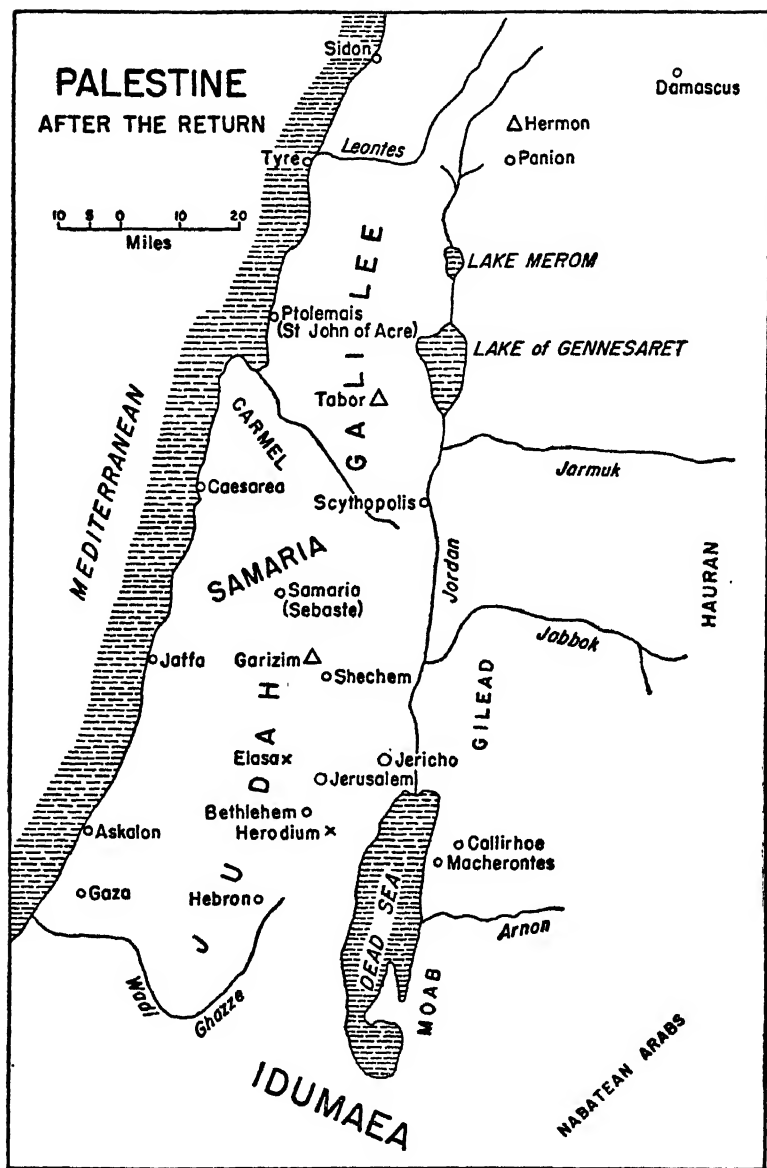 PALESTINE
AFTER THE RETURN
10 5 0 10 20
Miles
Sidon
Damascus
Hermon
Panion
Tyre
Leontes
LAKE MEROM
GALILEE
Ptolemais
(St John of Acre)
LAKE of GENNESARET
Tabor
CARMEL
MEDITERRANEAN
Caesarea
Jarmuk
Scythopolis
SAMARIA
Jordan
HAURAN
Samaria
(Sebaste)
Jabbok
Jaffa
Garizim
Shechem
GILEAD
JUDAH
Elasa
Jericho
Jerusalem
Bethlehem
Herodium
Askalon
Callirhoe
Macherontes
Gaza
Hebron
DEAD SEA
Arnon
MOAB
Wadi
Ghazze
IDUMAEA
NABATEAN ARABS